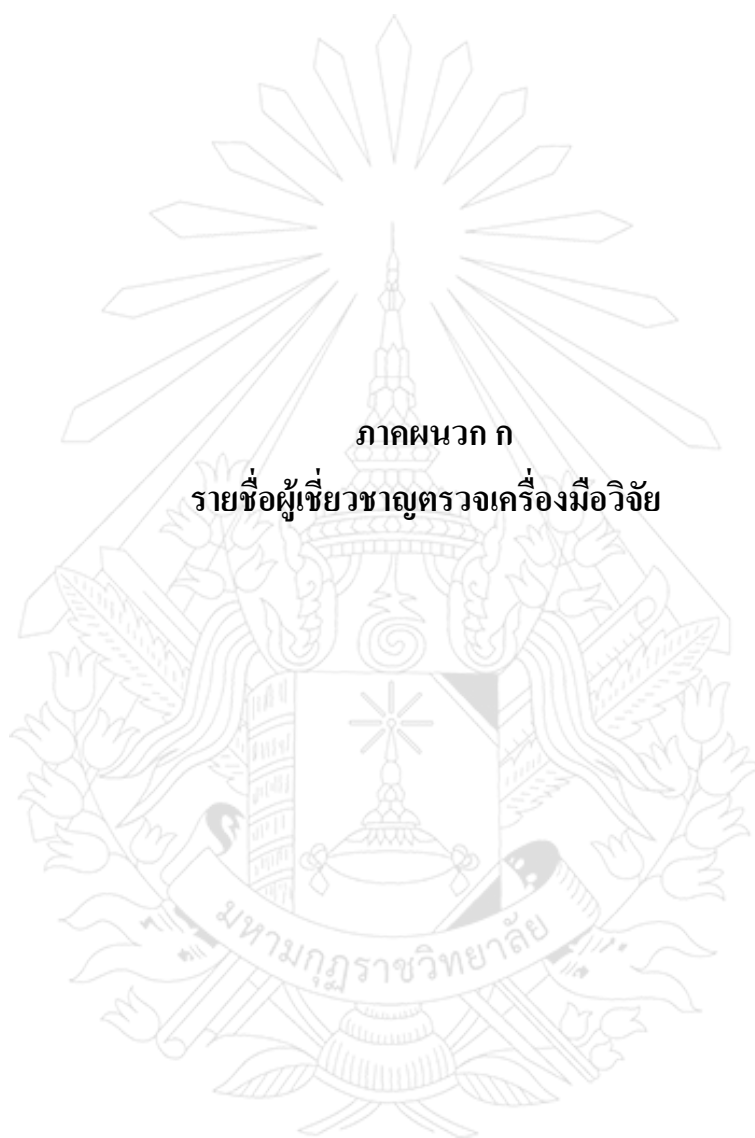 ภาคผนวก ก
รายชื่อผู้เชี่ยวชาญตรวจเครื่องมือวิจัย
มหามกุฏราชวิทยาลัย